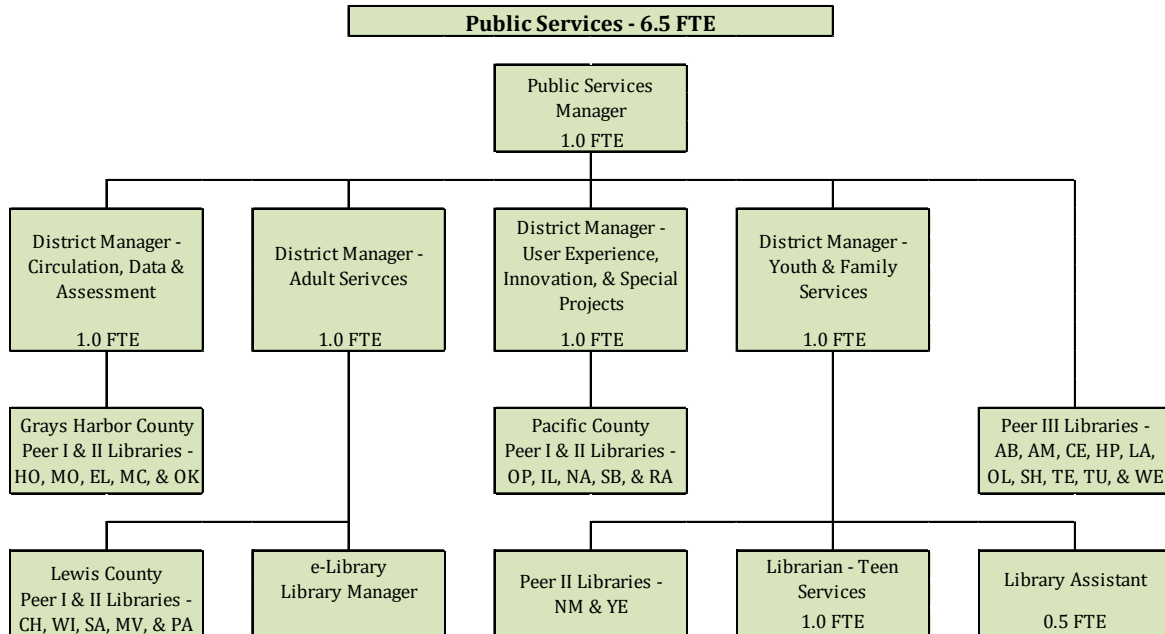 Public Services - 6.5 FTE
Public Services
Manager
1.0 FTE
District Manager -
Circulation, Data &
Assessment
1.0 FTE
District Manager -
Adult Serivces
1.0 FTE
District Manager -
User Experience,
Innovation, & Special
Projects
1.0 FTE
District Manager -
Youth & Family
Services
1.0 FTE
Grays Harbor County
Peer I & II Libraries -
HO, MO, EL, MC, & OK
Pacific County
Peer I & II Libraries -
OP, IL, NA, SB, & RA
Peer III Libraries -
AB, AM, CE, HP, LA,
OL, SH, TE, TU, & WE
Lewis County
Peer I & II Libraries -
CH, WI, SA, MV, & PA
e-Library
Library Manager
Peer II Libraries -
NM & YE
Librarian - Teen
Services
1.0 FTE
Library Assistant
0.5 FTE